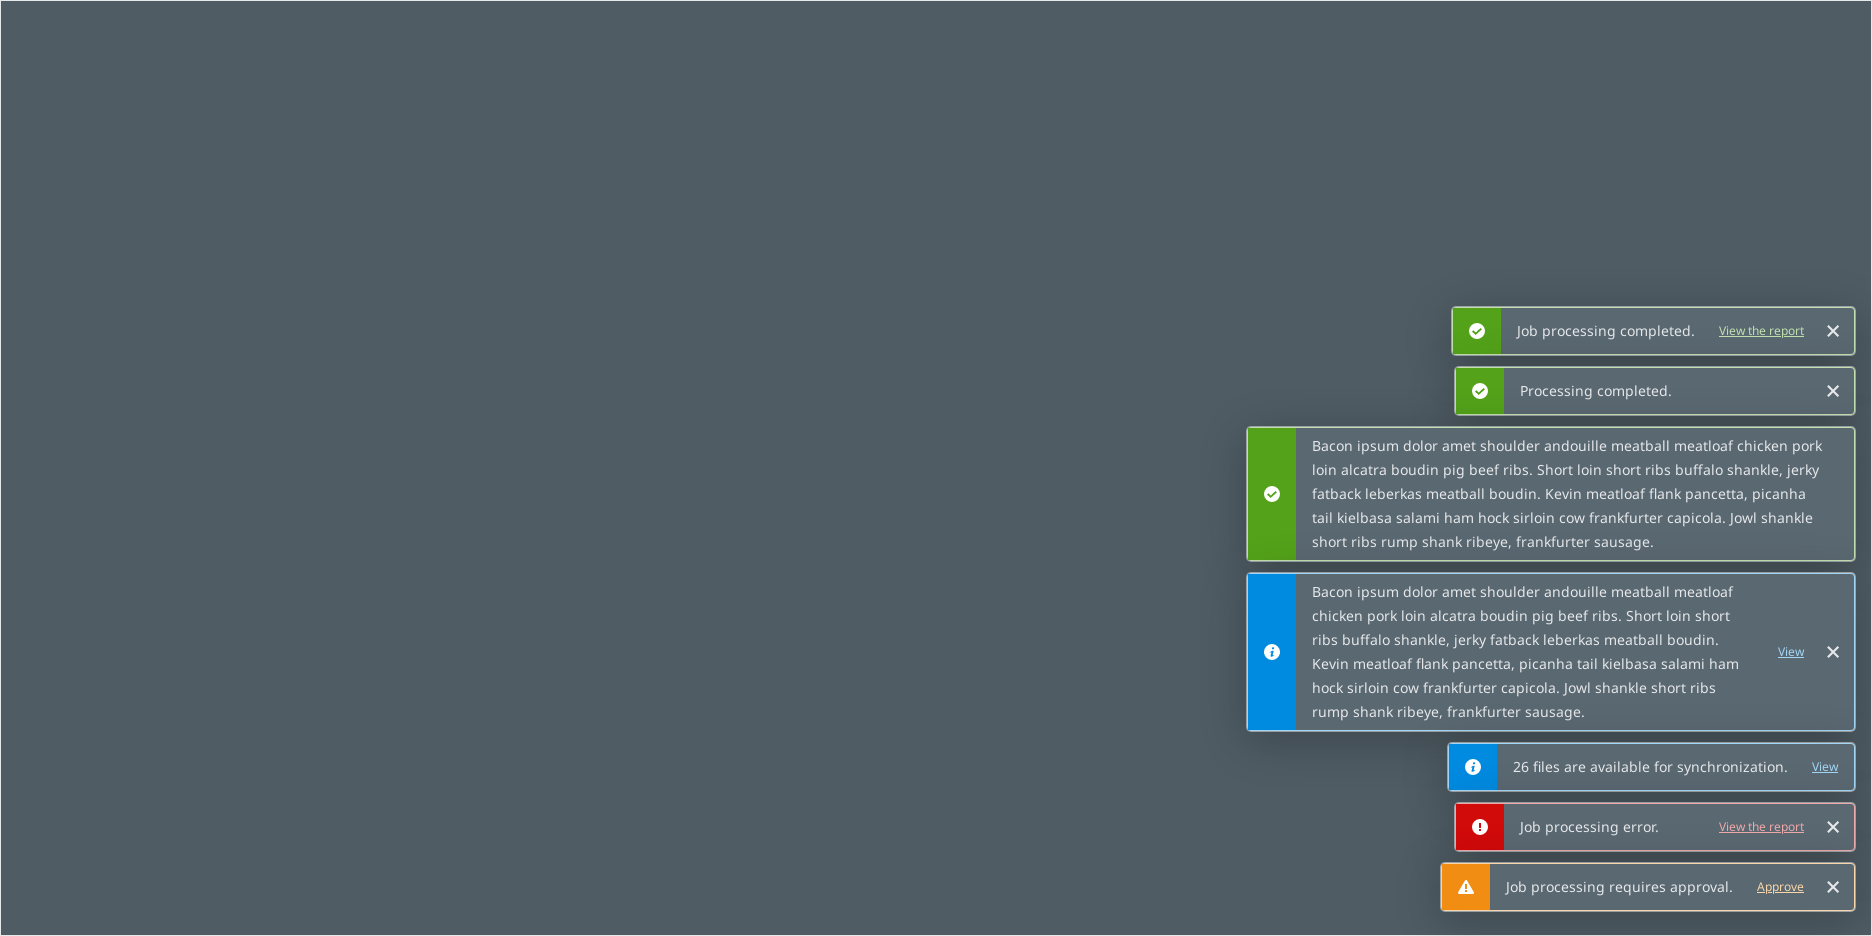 Job processing completed. View the report
Processing completed.
Bacon ipsum dolor amet shoulder andouille meatball meatloaf chicken pork
loin alcatra boudin pig beef ribs. Short loin short ribs buffalo shankle, jerky
fatback leberkas meatball boudin. Kevin meatloaf flank pancetta, picanha
tail kielbasa salami ham hock sirloin cow frankfurter capicola. Jowl shankle
short ribs rump shank ribeye, frankfurter sausage.
Bacon ipsum dolor amet shoulder andouille meatball meatloaf
chicken pork loin alcatra boudin pig beef ribs. Short loin short
ribs buffalo shankle, jerky fatback leberkas meatball boudin.
Kevin meatloaf flank pancetta, picanha tail kielbasa salami ham
hock sirloin cow frankfurter capicola. Jowl shankle short ribs
rump shank ribeye, frankfurter sausage.
View
26 files are available for synchronization. View
Job processing error. View the report
Job processing requires approval. Approve